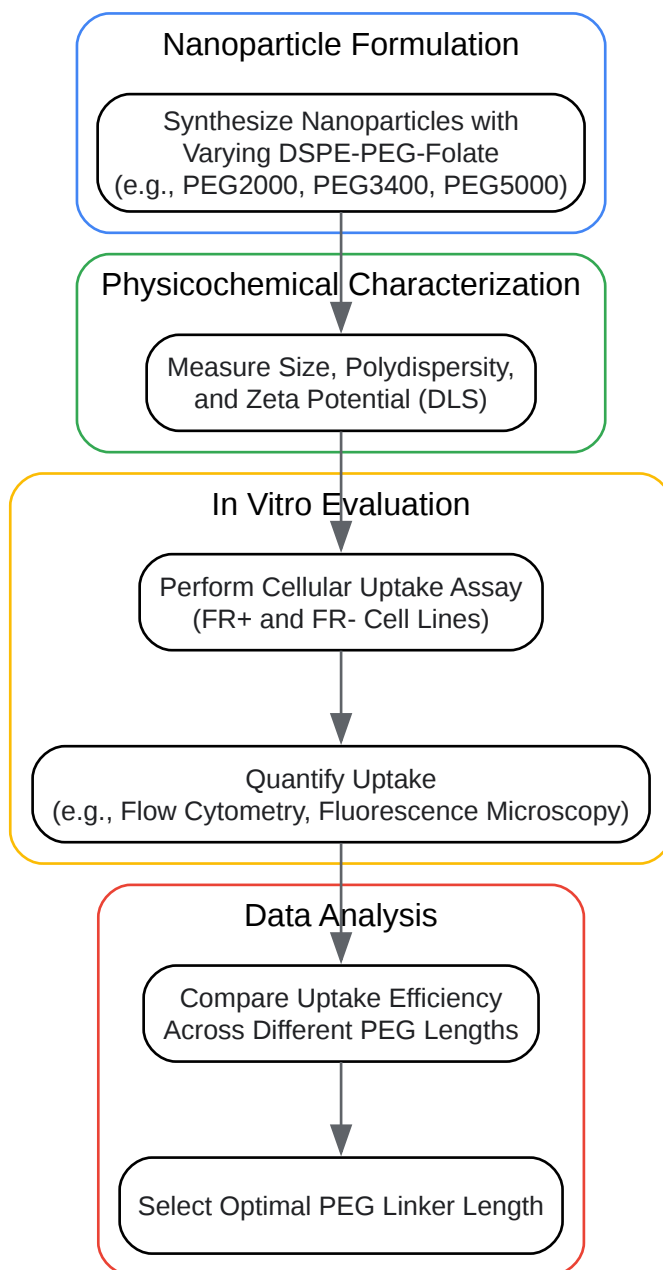 Nanoparticle Formulation
Synthesize Nanoparticles with
Varying DSPE-PEG-Folate
(e.g., PEG2000, PEG3400, PEG5000)
Physicochemical Characterization
Measure Size, Polydispersity,
and Zeta Potential (DLS)
In Vitro Evaluation
Perform Cellular Uptake Assay
(FR+ and FR- Cell Lines)
Quantify Uptake
(e.g., Flow Cytometry, Fluorescence Microscopy)
Data Analysis
Compare Uptake Efficiency
Across Different PEG Lengths
Select Optimal PEG Linker Length